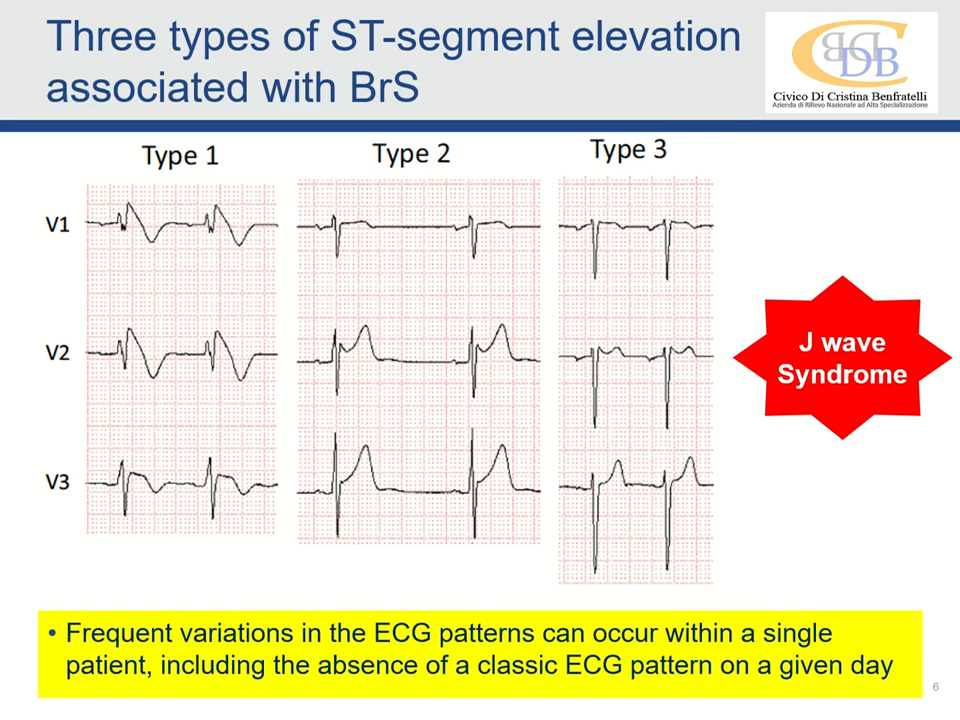 Three types of ST-segment elevation
associated with BrS
BDDB
C
Civico Di Cristina Benfratelli
Azienda di Rilievo Nazionale ad Alta Specializzazione
Type 1
Type 2
Type 3
V1
V2
V3
J wave
Syndrome
• Frequent variations in the ECG patterns can occur within a single
patient, including the absence of a classic ECG pattern on a given day
6